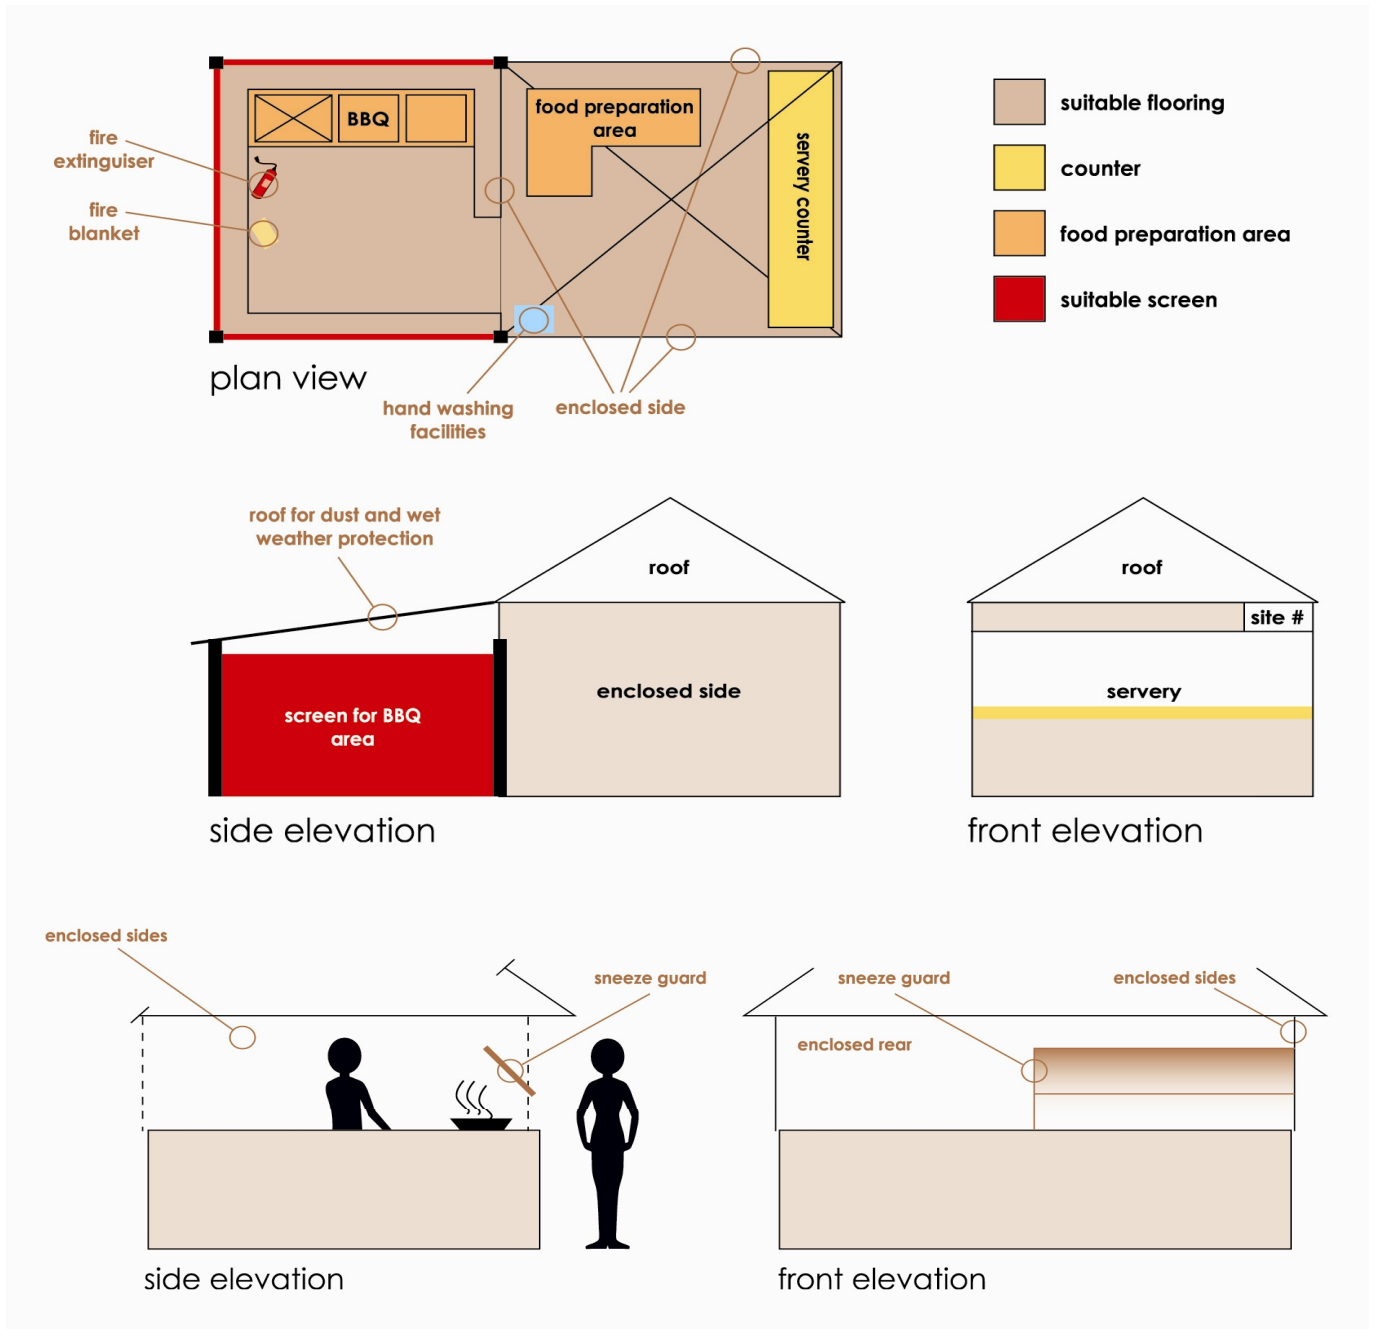 fire
extinguiser
fire
blanket
BBQ
food preparation
area
servery counter
suitable flooring
counter
food preparation area
suitable screen
plan view
hand washing
facilities
enclosed side
roof for dust and wet
weather protection
roof
screen for BBQ
area
enclosed side
side elevation
roof
site #
servery
front elevation
enclosed sides
sneeze guard
side elevation
sneeze guard
enclosed sides
enclosed rear
front elevation